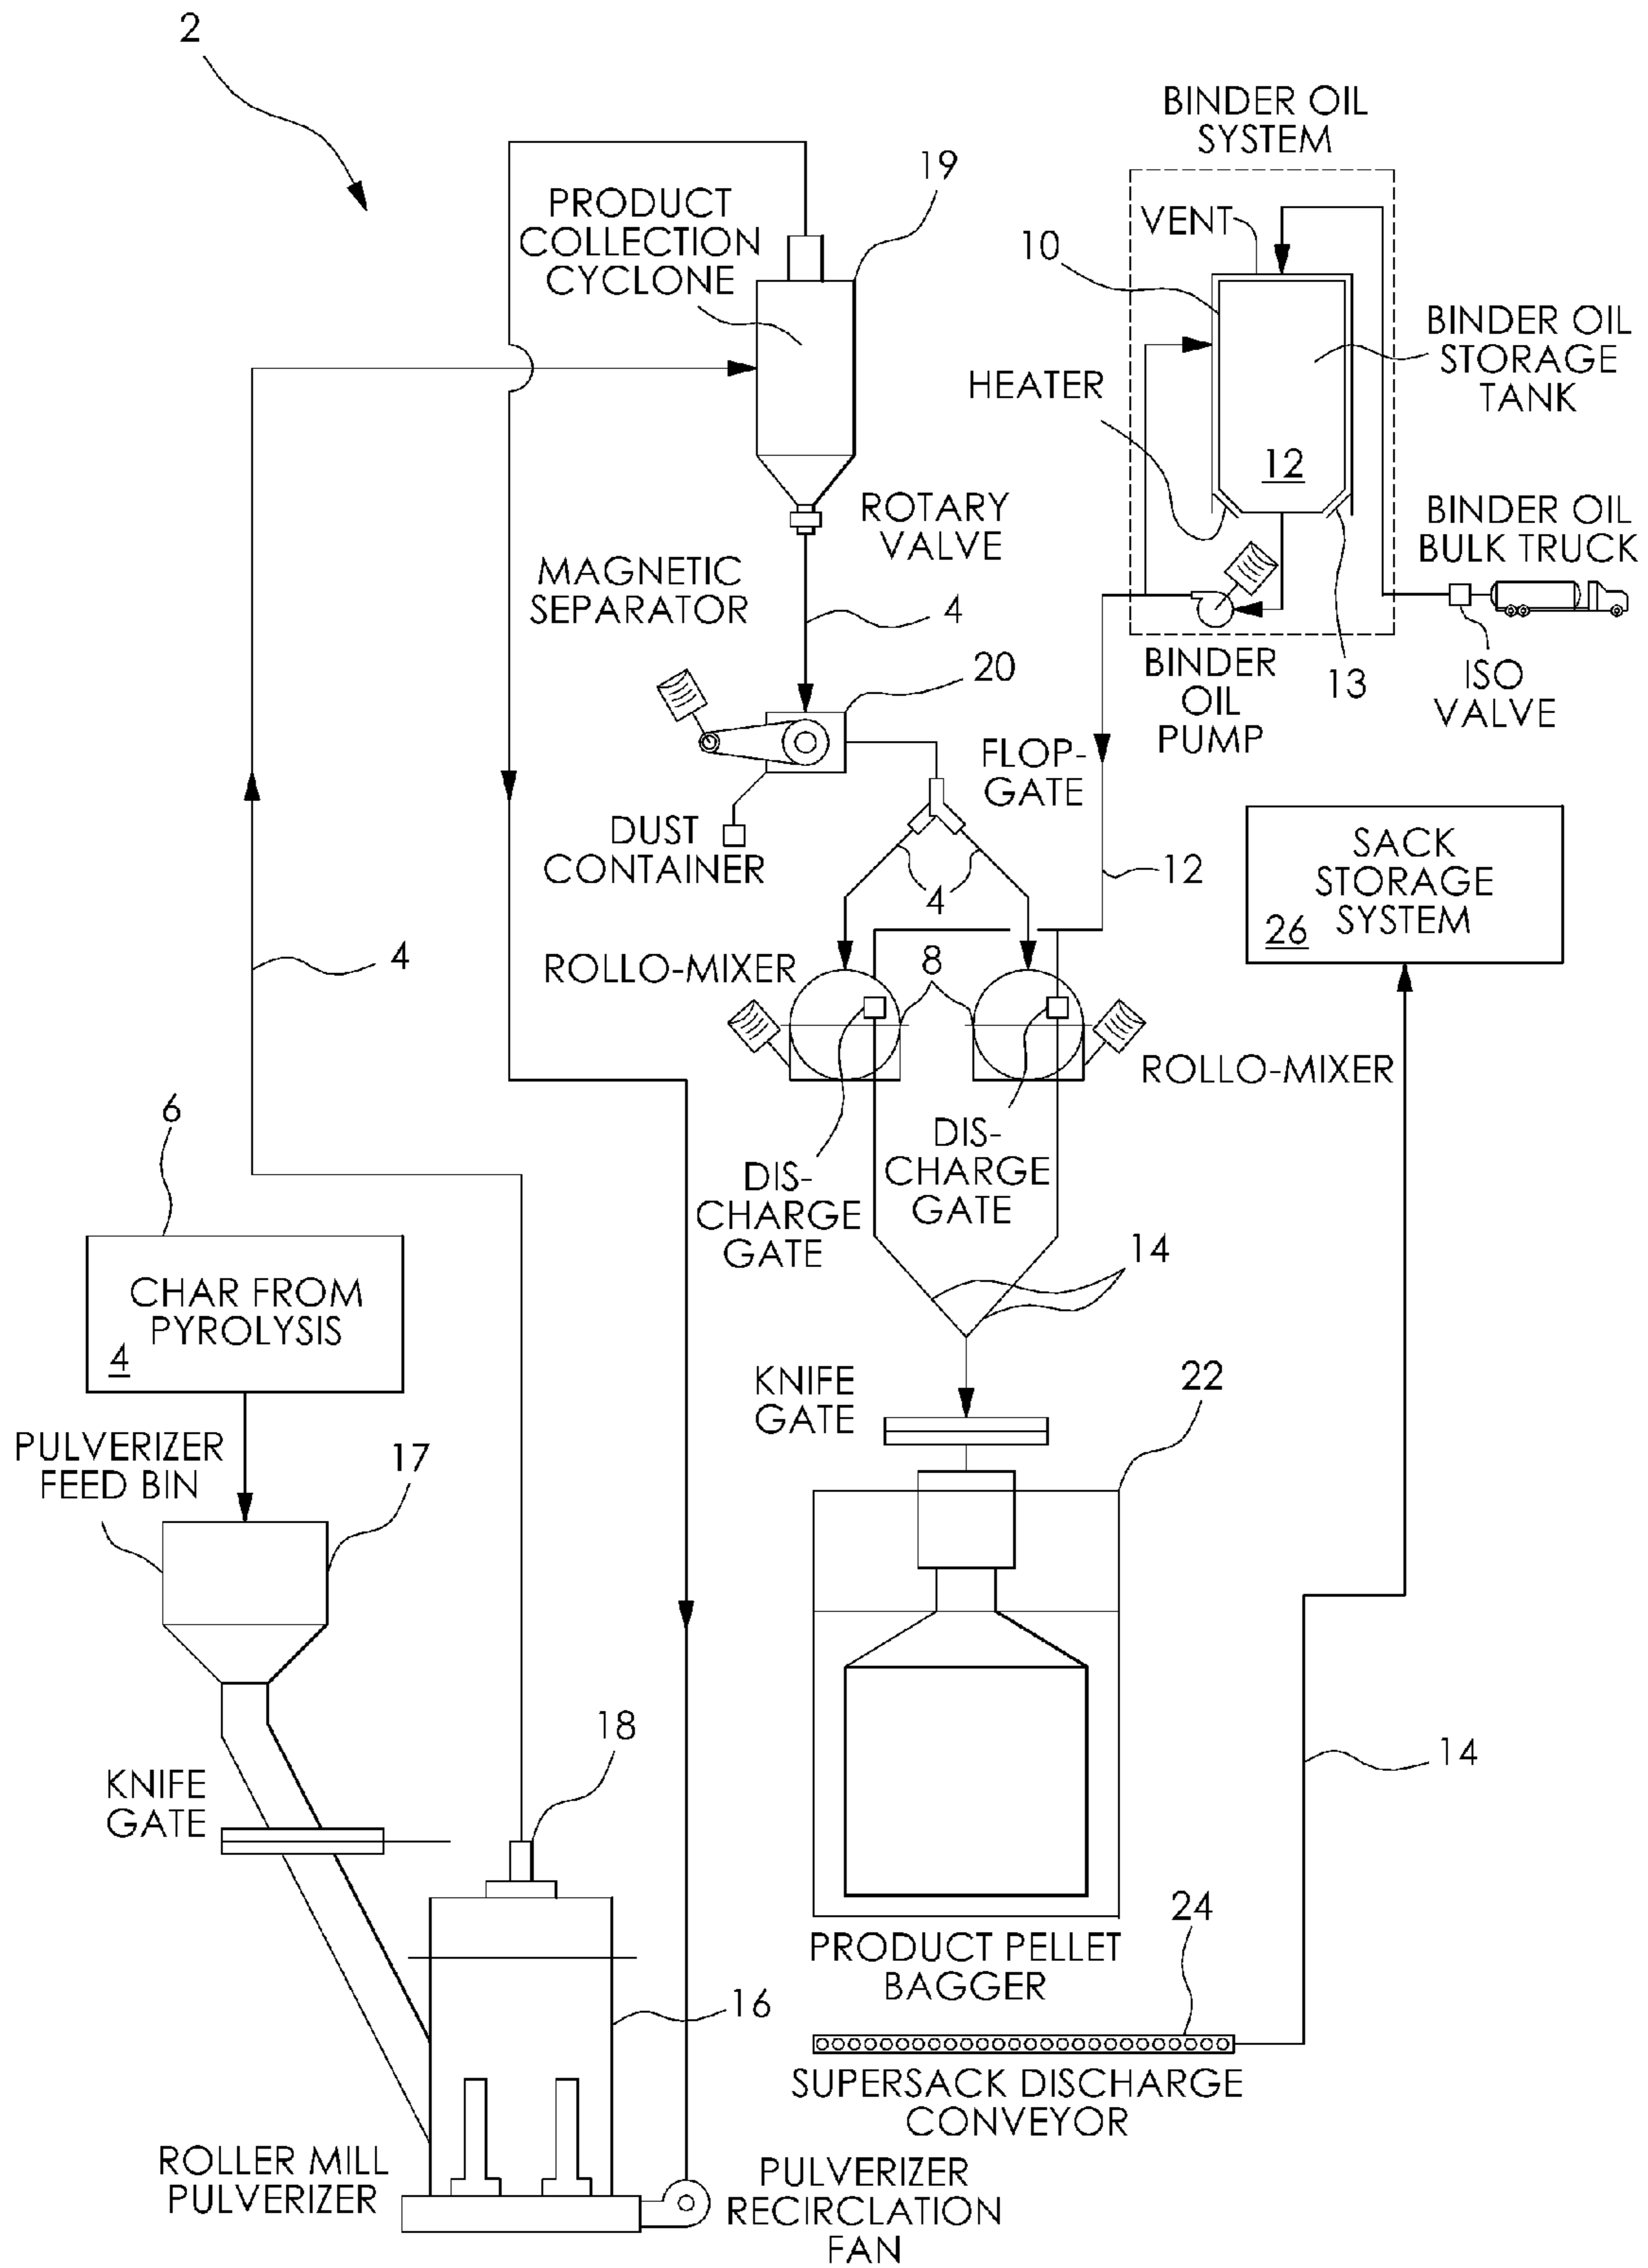 2
BINDER OIL
SYSTEM
19
PRODUCT
COLLECTION
CYCLONE
VENT
10
BINDER OIL
STORAGE
TANK
HEATER
12
ROTARY
VALVE
BINDER OIL
BULK TRUCK
MAGNETIC
SEPARATOR
4
20
BINDER
OIL
PUMP
13
ISO
VALVE
FLOP-
GATE
DUST
CONTAINER
4
12
SACK
STORAGE
SYSTEM
26
4
ROLLO-MIXER
8
ROLLO-MIXER
6
DIS-
CHARGE
GATE
DIS-
CHARGE
GATE
14
CHAR FROM
PYROLYSIS
4
KNIFE
GATE
22
PULVERIZER
FEED BIN
17
18
14
KNIFE
GATE
24
PRODUCT PELLET
BAGGER
16
SUPERSACK DISCHARGE
CONVEYOR
ROLLER MILL
PULVERIZER
PULVERIZER
RECIRCLATION
FAN